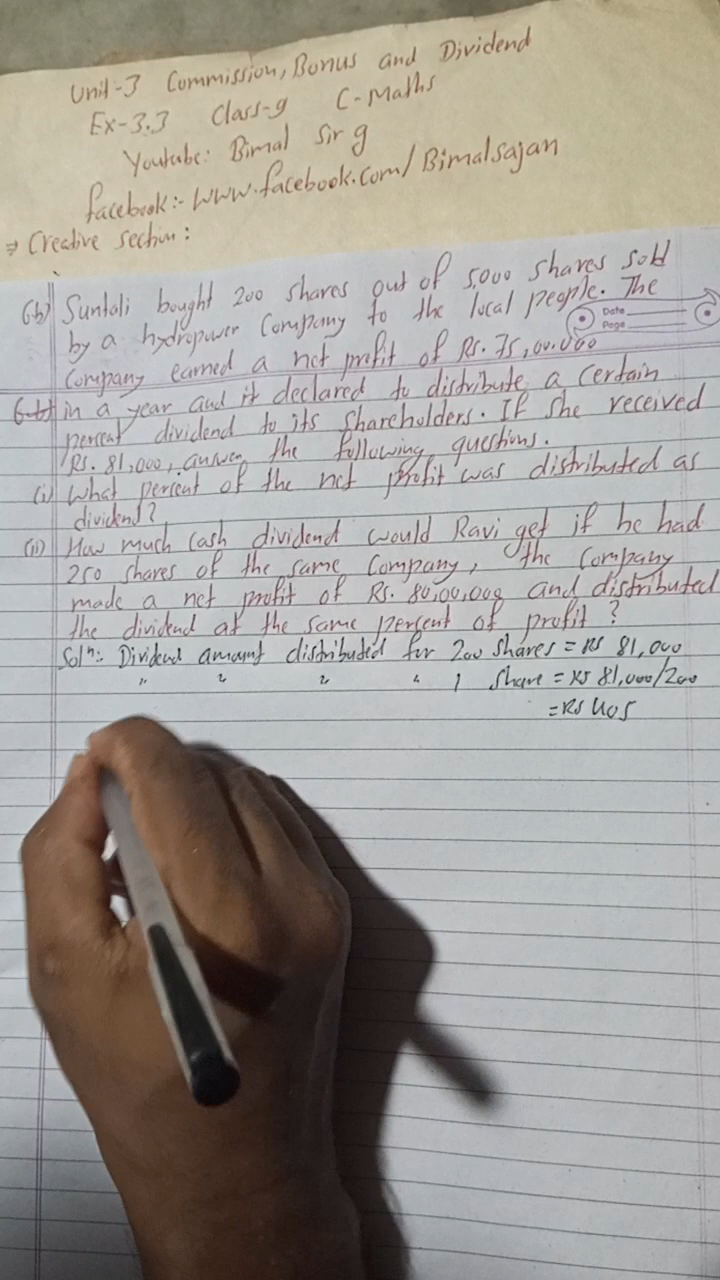 Unit-3 Commission, Bonus and Dividend
Ex-3.3 Class-9 C-Maths
Youtube: Bimal Sir g
facebook:- www.facebook.com/Bimalsajan
⇒ Creative section:
6b) Suntali bought 200 shares out of 5,000 shares sold
by a hydropower Company to the local people. The
Date
Page
Company earned a net profit of Rs. 75,00,000
6.b) in a year and it declared to distribute a certain
percent dividend to its shareholders. If she received
Rs. 81,000, answer the following questions.
(i) What percent of the net profit was distributed as
dividend?
(ii) How much cash dividend would Ravi get if he had
250 shares of the same Company, the Company
made a net profit of Rs. 80,00,000 and distributed
the dividend at the same percent of profit?
Solⁿ: Dividend amount distributed for 200 shares = Rs 81,000
" " " " 1 Share = Rs 81,000/200
= Rs 405